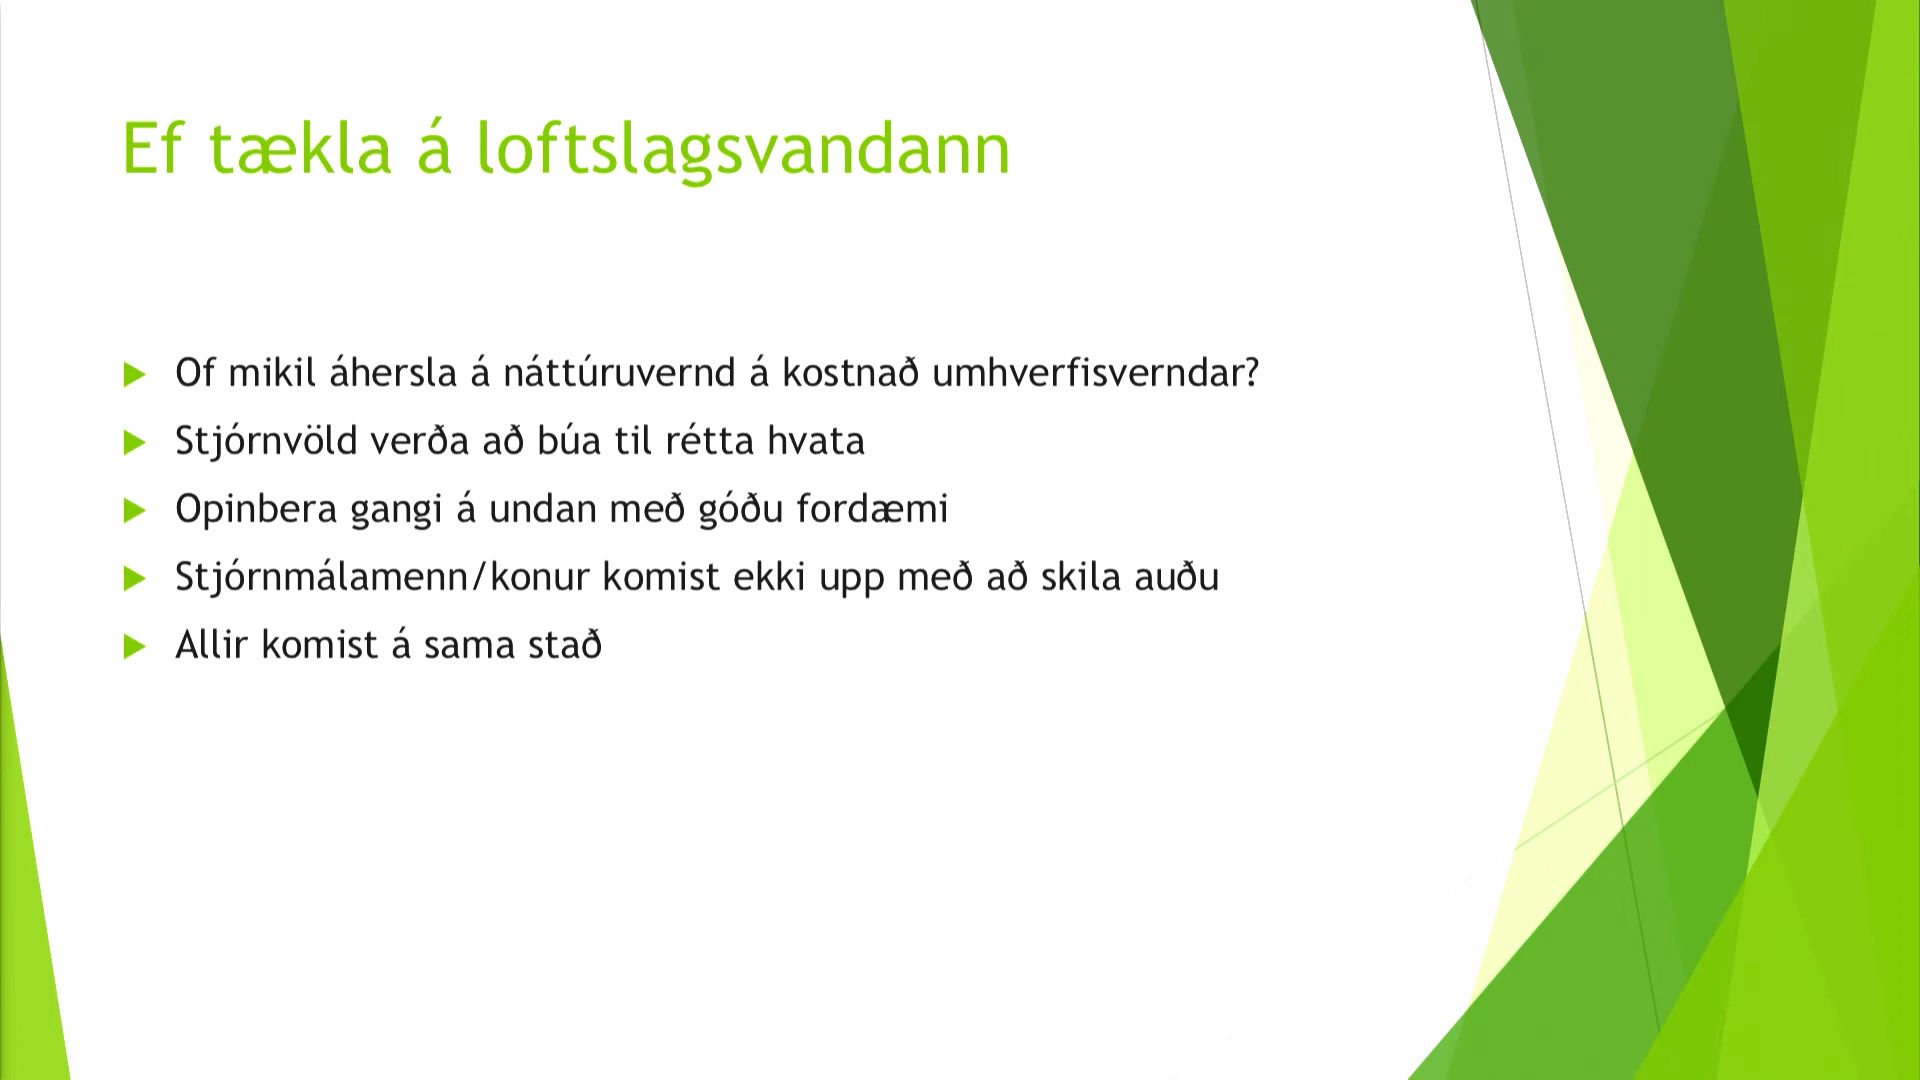 Ef tækla á loftslagsvandann
Of mikil áhersla á náttúruvernd á kostnað umhverfisverndar?
Stjórnvöld verða að búa til rétta hvata
Opinbera gangi á undan með góðu fordæmi
Stjórnmálamenn/konur komist ekki upp með að skila auðu
Allir komist á sama stað